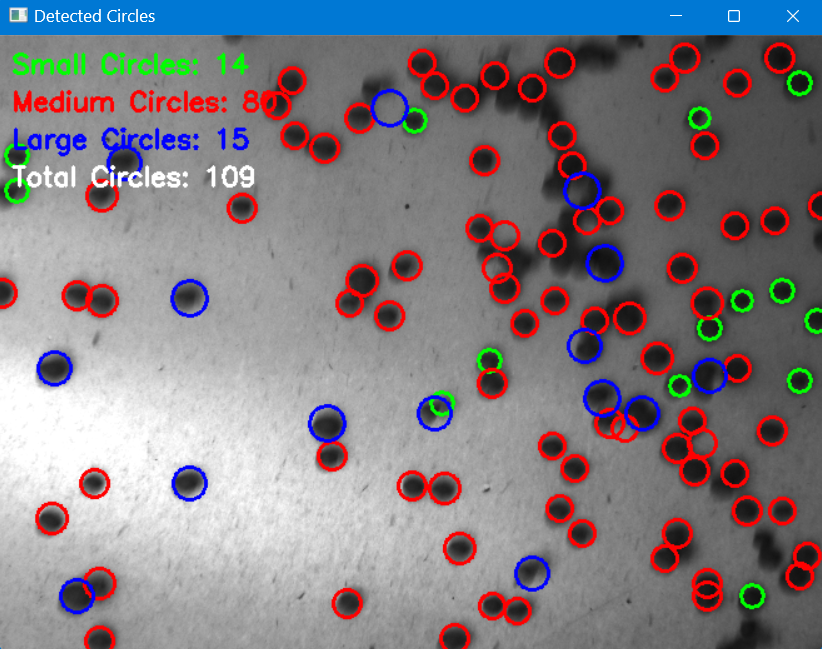 Detected Circles
Small Circles: 14
Medium Circles: 80
Large Circles: 15
Total Circles: 109